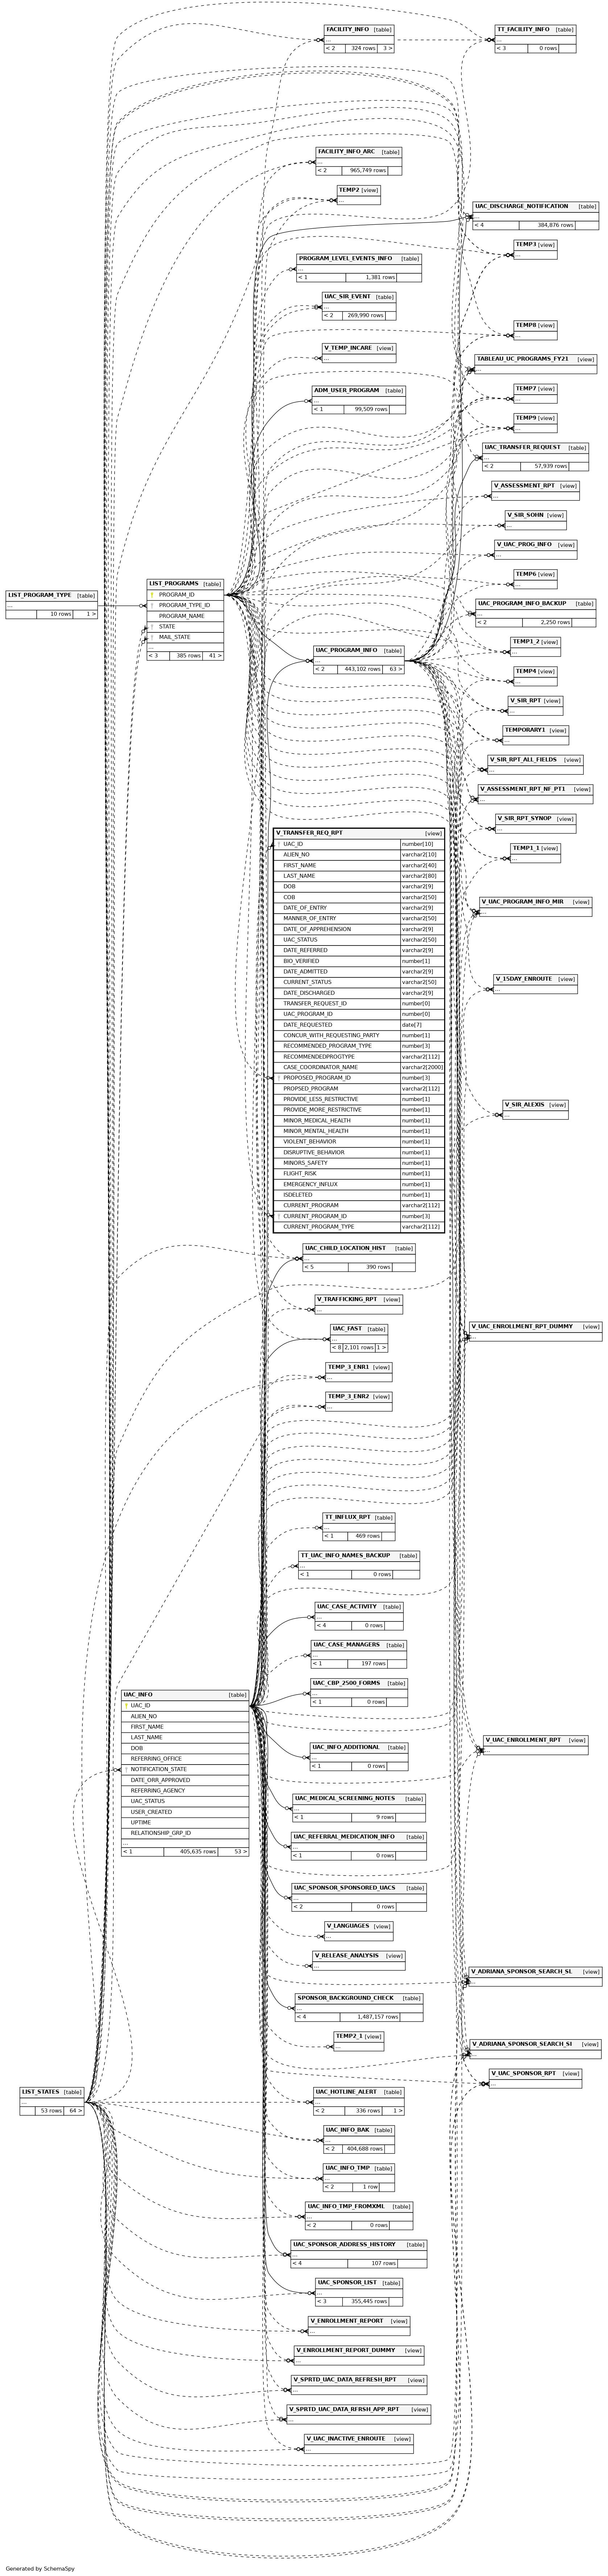 FACILITY_INFO [table]
...
< 2 324 rows 3 >
TT_FACILITY_INFO [table]
...
< 3 0 rows
FACILITY_INFO_ARC [table]
...
< 2 965,749 rows
TEMP2 [view]
...
UAC_DISCHARGE_NOTIFICATION [table]
...
< 4 384,876 rows
TEMP3 [view]
...
PROGRAM_LEVEL_EVENTS_INFO [table]
...
< 1 1,381 rows
UAC_SIR_EVENT [table]
...
< 2 269,990 rows
TEMP8 [view]
...
V_TEMP_INCARE [view]
...
TABLEAU_UC_PROGRAMS_FY21 [view]
...
ADM_USER_PROGRAM [table]
...
< 1 99,509 rows
TEMP7 [view]
...
TEMP9 [view]
...
UAC_TRANSFER_REQUEST [table]
...
< 2 57,939 rows
V_ASSESSMENT_RPT [view]
...
V_SIR_SOHN [view]
...
V_UAC_PROG_INFO [view]
...
TEMP6 [view]
...
LIST_PROGRAM_TYPE [table]
...
10 rows 1 >
LIST_PROGRAMS [table]
PROGRAM_ID
PROGRAM_TYPE_ID
PROGRAM_NAME
STATE
MAIL_STATE
...
< 3 385 rows 41 >
UAC_PROGRAM_INFO_BACKUP [table]
...
< 2 2,250 rows
TEMP1_2 [view]
...
UAC_PROGRAM_INFO [table]
...
< 2 443,102 rows 63 >
TEMP4 [view]
...
V_SIR_RPT [view]
...
TEMPORARY1 [view]
...
V_SIR_RPT_ALL_FIELDS [view]
...
V_ASSESSMENT_RPT_NF_PT1 [view]
...
V_SIR_RPT_SYNOP [view]
...
TEMP1_1 [view]
...
V_UAC_PROGRAM_INFO_MIR [view]
...
V_15DAY_ENROUTE [view]
...
V_SIR_ALEXIS [view]
...
V_TRANSFER_REQ_RPT [view]
UAC_ID number[10]
ALIEN_NO varchar2[10]
FIRST_NAME varchar2[40]
LAST_NAME varchar2[80]
DOB varchar2[9]
COB varchar2[50]
DATE_OF_ENTRY varchar2[9]
MANNER_OF_ENTRY varchar2[50]
DATE_OF_APPREHENSION varchar2[9]
UAC_STATUS varchar2[50]
DATE_REFERRED varchar2[9]
BIO_VERIFIED number[1]
DATE_ADMITTED varchar2[9]
CURRENT_STATUS varchar2[50]
DATE_DISCHARGED varchar2[9]
TRANSFER_REQUEST_ID number[0]
UAC_PROGRAM_ID number[0]
DATE_REQUESTED date[7]
CONCUR_WITH_REQUESTING_PARTY number[1]
RECOMMENDED_PROGRAM_TYPE number[3]
RECOMMENDEDPROGTYPE varchar2[112]
CASE_COORDINATOR_NAME varchar2[2000]
PROPOSED_PROGRAM_ID number[3]
PROPSED_PROGRAM varchar2[112]
PROVIDE_LESS_RESTRICTIVE number[1]
PROVIDE_MORE_RESTRICTIVE number[1]
MINOR_MEDICAL_HEALTH number[1]
MINOR_MENTAL_HEALTH number[1]
VIOLENT_BEHAVIOR number[1]
DISRUPTIVE_BEHAVIOR number[1]
MINORS_SAFETY number[1]
FLIGHT_RISK number[1]
EMERGENCY_INFLUX number[1]
ISDELETED number[1]
CURRENT_PROGRAM varchar2[112]
CURRENT_PROGRAM_ID number[3]
CURRENT_PROGRAM_TYPE varchar2[112]
UAC_CHILD_LOCATION_HIST [table]
...
< 5 390 rows
V_TRAFFICKING_RPT [view]
...
UAC_FAST [table]
...
< 8 2,101 rows 1 >
V_UAC_ENROLLMENT_RPT_DUMMY [view]
...
TEMP_3_ENR1 [view]
...
TEMP_3_ENR2 [view]
...
TT_INFLUX_RPT [table]
...
< 1 469 rows
TT_UAC_INFO_NAMES_BACKUP [table]
...
< 1 0 rows
UAC_CASE_ACTIVITY [table]
...
< 4 0 rows
UAC_CASE_MANAGERS [table]
...
< 1 197 rows
UAC_CBP_2500_FORMS [table]
...
< 1 0 rows
UAC_INFO [table]
UAC_ID
ALIEN_NO
FIRST_NAME
LAST_NAME
DOB
REFERRING_OFFICE
NOTIFICATION_STATE
DATE_ORR_APPROVED
REFERRING_AGENCY
UAC_STATUS
USER_CREATED
UPTIME
RELATIONSHIP_GRP_ID
...
< 1 405,635 rows 53 >
UAC_INFO_ADDITIONAL [table]
...
< 1 0 rows
V_UAC_ENROLLMENT_RPT [view]
...
UAC_MEDICAL_SCREENING_NOTES [table]
...
< 1 9 rows
UAC_REFERRAL_MEDICATION_INFO [table]
...
< 1 0 rows
UAC_SPONSOR_SPONSORED_UACS [table]
...
< 2 0 rows
V_LANGUAGES [view]
...
V_RELEASE_ANALYSIS [view]
...
V_ADRIANA_SPONSOR_SEARCH_SL [view]
...
SPONSOR_BACKGROUND_CHECK [table]
...
< 4 1,487,157 rows
TEMP2_1 [view]
...
V_ADRIANA_SPONSOR_SEARCH_SI [view]
...
V_UAC_SPONSOR_RPT [view]
...
LIST_STATES [table]
...
53 rows 64 >
UAC_HOTLINE_ALERT [table]
...
< 2 336 rows 1 >
UAC_INFO_BAK [table]
...
< 2 404,688 rows
UAC_INFO_TMP [table]
...
< 2 1 row
UAC_INFO_TMP_FROMXML [table]
...
< 2 0 rows
UAC_SPONSOR_ADDRESS_HISTORY [table]
...
< 4 107 rows
UAC_SPONSOR_LIST [table]
...
< 3 355,445 rows
V_ENROLLMENT_REPORT [view]
...
V_ENROLLMENT_REPORT_DUMMY [view]
...
V_SPRTD_UAC_DATA_REFRESH_RPT [view]
...
V_SPRTD_UAC_DATA_RFRSH_APP_RPT [view]
...
V_UAC_INACTIVE_ENROUTE [view]
...
Generated by SchemaSpy